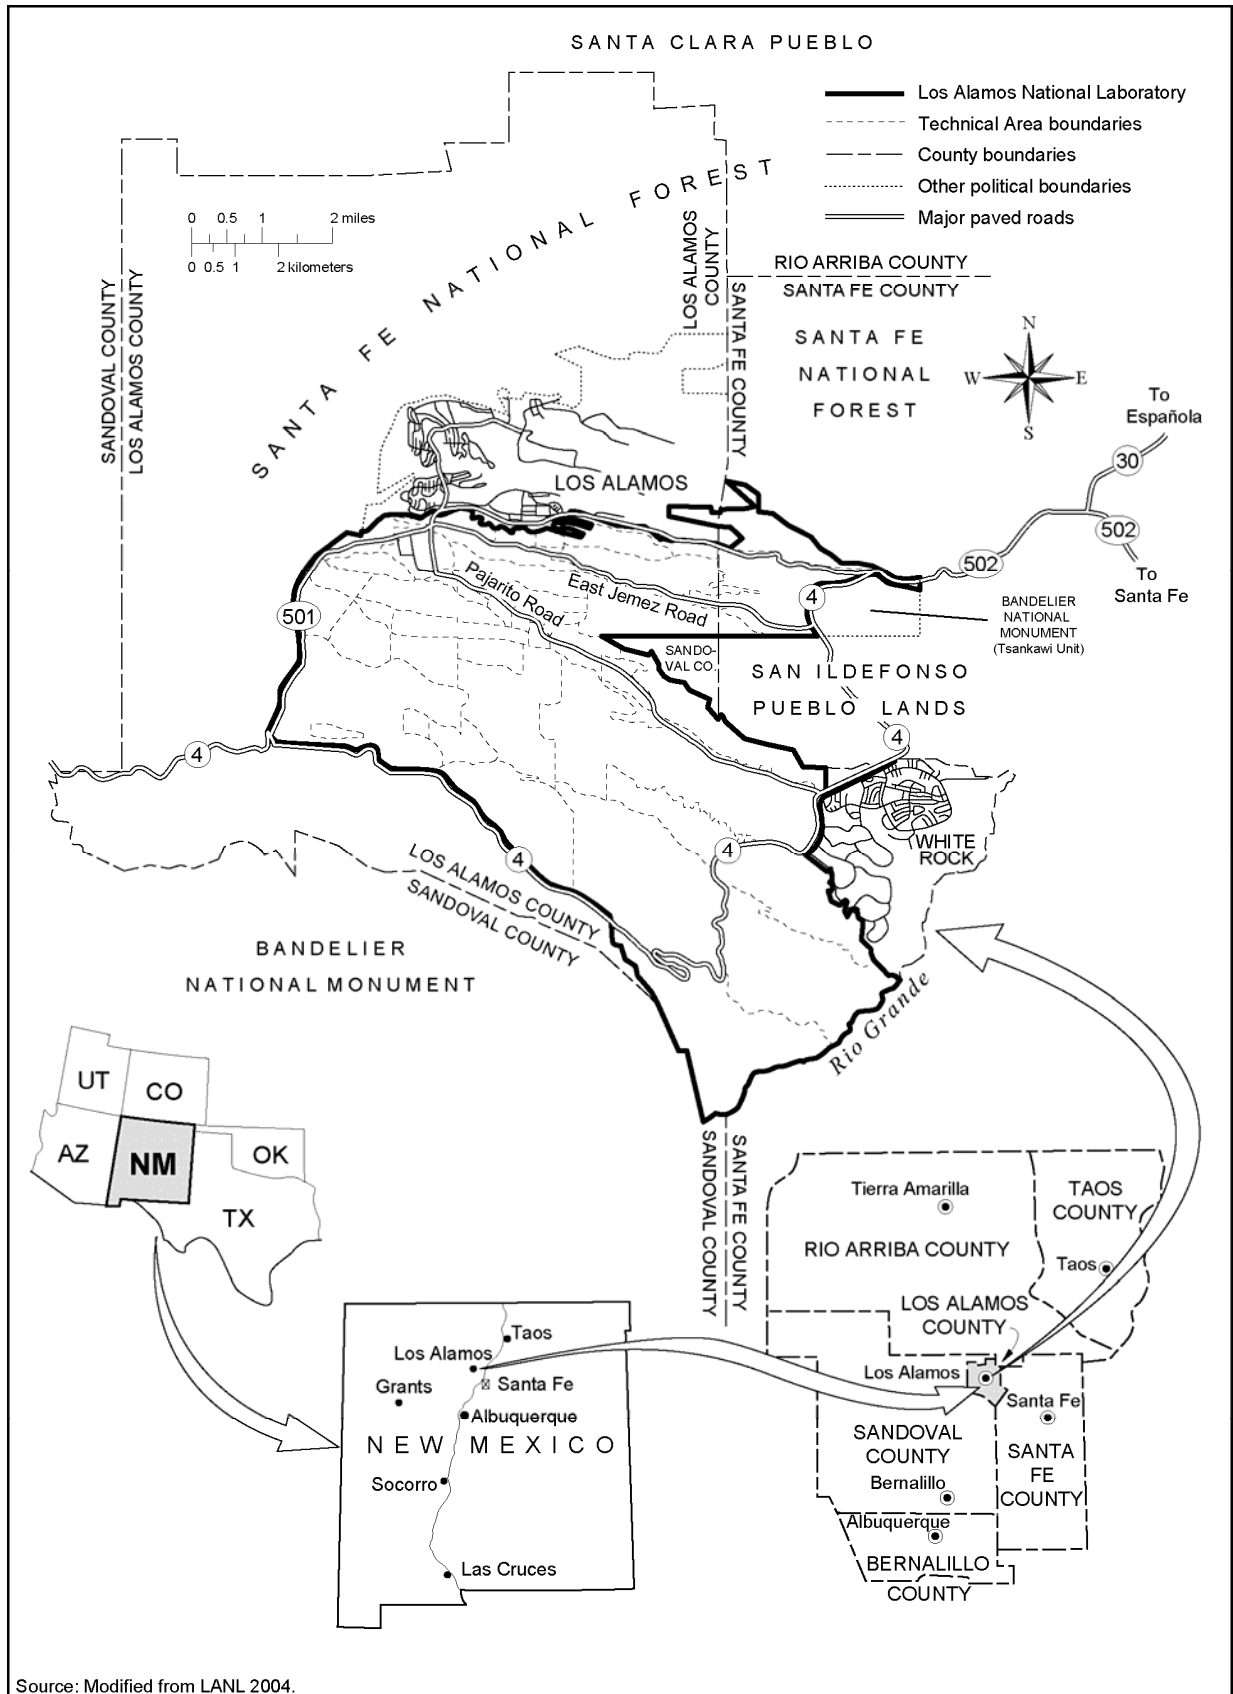 SANTA CLARA PUEBLO
Los Alamos National Laboratory
Technical Area boundaries
County boundaries
Other political boundaries
Major paved roads
SANTA FE NATIONAL FOREST
0 0.5 1 2 miles
0 0.5 1 2 kilometers
SANDOVAL COUNTY
LOS ALAMOS COUNTY
LOS ALAMOS
COUNTY
SANTA FE COUNTY
RIO ARRIBA COUNTY
SANTA FE COUNTY
SANTA FE
NATIONAL
FOREST
N
W E
S
To
Española
30
502
502
To
Santa Fe
LOS ALAMOS
4
501
Pajarito Road
East Jemez Road
BANDELIER
NATIONAL
MONUMENT
(Tsankawi Unit)
SANDO-
VAL CO.
SAN ILDEFONSO
PUEBLO LANDS
4
4
4
4
WHITE
ROCK
LOS ALAMOS COUNTY
SANDOVAL COUNTY
BANDELIER
NATIONAL MONUMENT
Rio Grande
UT
CO
AZ
NM
OK
TX
SANDOVAL COUNTY
SANTA FE COUNTY
Tierra Amarilla
TAOS
COUNTY
RIO ARRIBA COUNTY
Taos
LOS ALAMOS
COUNTY
Los Alamos
Santa Fe
SANDOVAL
COUNTY
SANTA
FE
COUNTY
Bernalillo
Albuquerque
BERNALILLO
COUNTY
Taos
Los Alamos
Grants
Santa Fe
Albuquerque
NEW MEXICO
Socorro
Las Cruces
Source: Modified from LANL 2004.